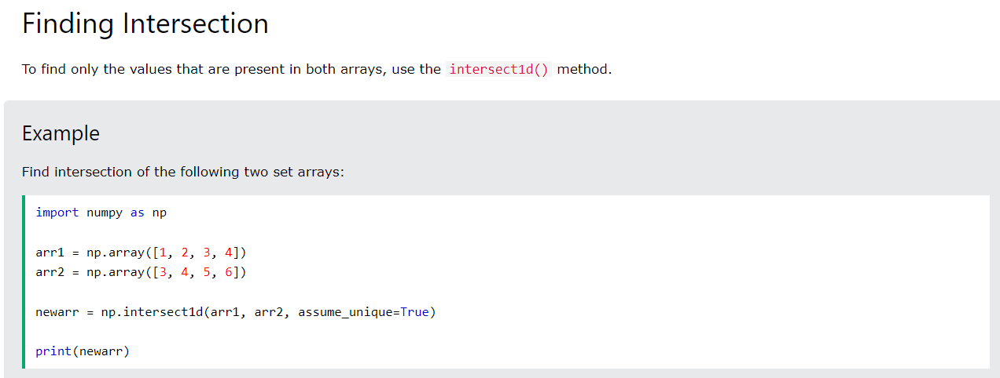 Finding Intersection
To find only the values that are present in both arrays, use the intersect1d() method.
Example
Find intersection of the following two set arrays:
import numpy as np
arr1 = np.array([1, 2, 3, 4])
arr2 = np.array([3, 4, 5, 6])
newarr = np.intersect1d(arr1, arr2, assume_unique=True)
print(newarr)